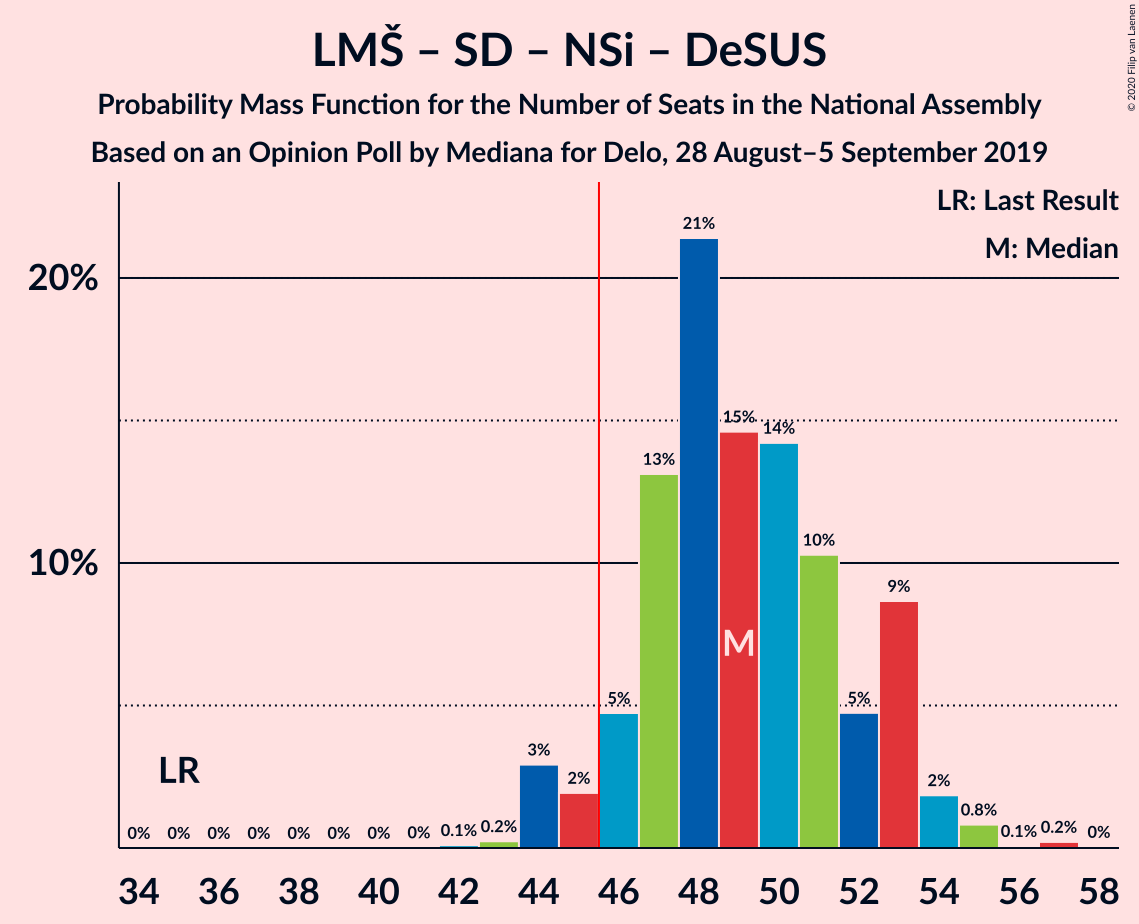 LMŠ – SD – NSi – DeSUS
Probability Mass Function for the Number of Seats in the National Assembly
Based on an Opinion Poll by Mediana for Delo, 28 August–5 September 2019
© 2020 Filip van Laenen
LR: Last Result
M: Median
20%
10%
21%
15%
14%
13%
10%
9%
5%
5%
3%
2%
2%
0.8%
LR
M
0% 0% 0% 0% 0% 0% 0% 0% 0.1% 0.2% 0.1% 0.2% 0%
34 36 38 40 42 44 46 48 50 52 54 56 58